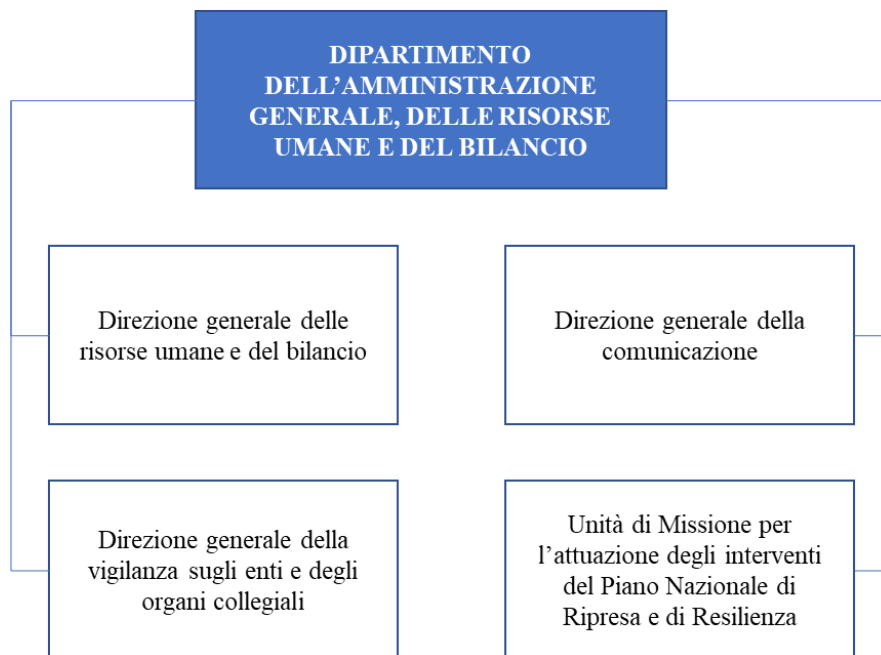 DIPARTIMENTO
DELL’AMMINISTRAZIONE
GENERALE, DELLE RISORSE
UMANE E DEL BILANCIO
Direzione generale delle
risorse umane e del bilancio
Direzione generale della
comunicazione
Direzione generale della
vigilanza sugli enti e degli
organi collegiali
Unità di Missione per
l’attuazione degli interventi
del Piano Nazionale di
Ripresa e di Resilienza